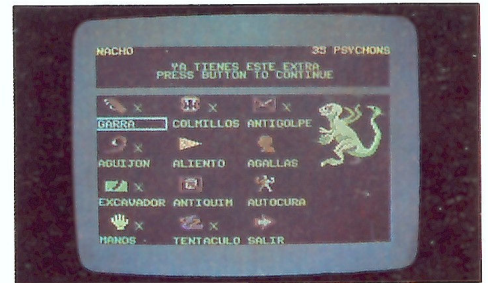 NACHO 35 PSYCHONS
YA TIENES ESTE EXTRA
PRESS BUTTON TO CONTINUE
X X X
GARRA COLMILLOS ANTIGOLPE
X
AGUIJON ALIENTO AGALLAS
X
EXCAVADOR ANTIQUIM AUTOCURA
X X
MANOS TENTACULO SALIR